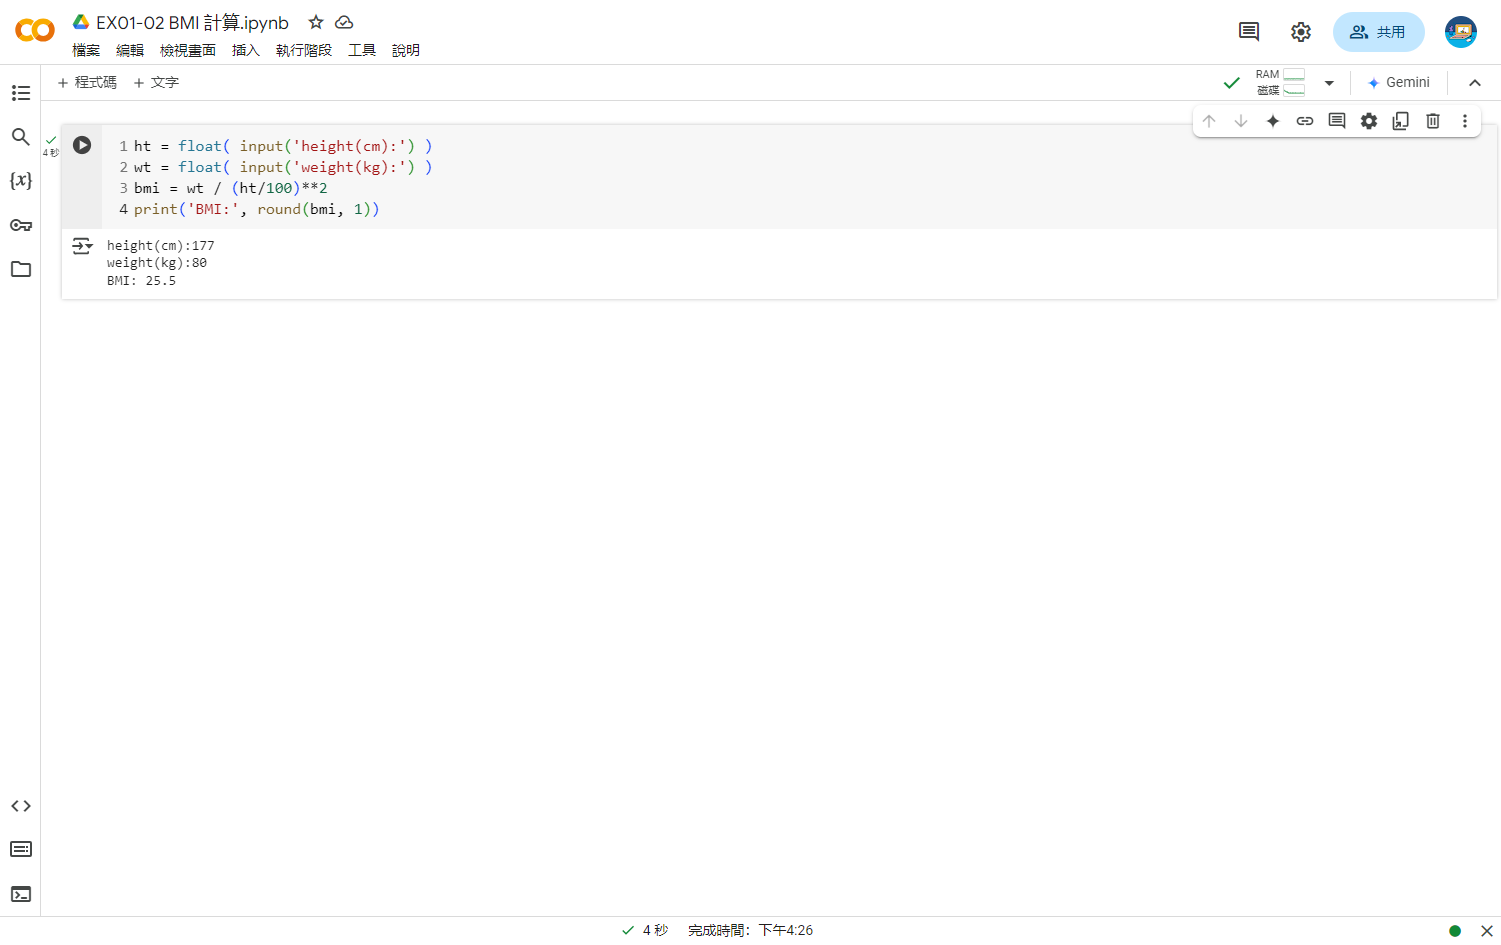 EX01-02 BMI 計算.ipynb
檔案 編輯 檢視畫面 插入 執行階段 工具 說明
共用
+ 程式碼 + 文字
RAM
磁碟
Gemini
4 秒
1 ht = float( input('height(cm):') )
2 wt = float( input('weight(kg):') )
3 bmi = wt / (ht/100)**2
4 print('BMI:', round(bmi, 1))
height(cm):177
weight(kg):80
BMI: 25.5
{x}
4 秒 完成時間： 下午4:26